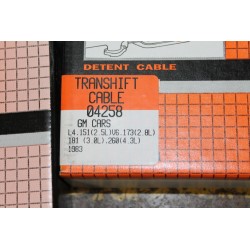 DETENT CABLE
TRANSHIFT
CABLE
04258
GM CARS
L4.151(2.5L)V6.173(2.8L)
181 (3.0L).260(4.3L)
1983